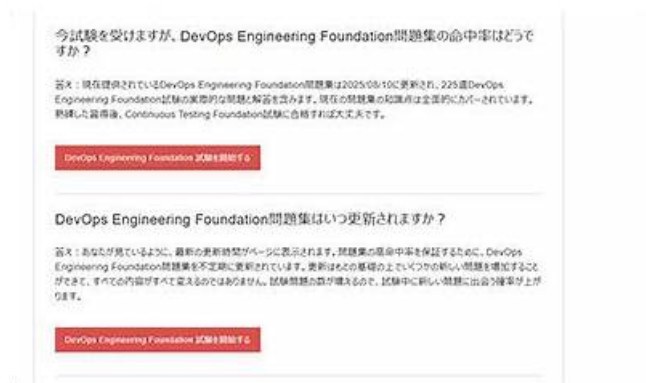 今試験を受けますが、DevOps Engineering Foundation問題集の命中率はどうで
すか？
答え：現在提供されているDevOps Engineering Foundation問題集は2025/08/10に更新され、225道DevOps
Engineering Foundation試験の実際的な問題と解答を含みます。現在の問題集の知識点は全面的にカバーされています。
熟練した習得後、Continuous Testing Foundation試験に合格すれば大丈夫です。
DevOps Engineering Foundation 試験を開始する
DevOps Engineering Foundation問題集はいつ更新されますか？
答え：あなたが見ているように、最新の更新時間がページに表示されます。問題集の高命中率を保証するために、DevOps
Engineering Foundation問題集を不定期に更新されています。更新はもとの基礎の上でいくつかの新しい問題を増加すること
ができて、すべての内容がすべて変えるのではありません。試験問題の数が増えるので、試験中に新しい問題に出会う確率が上が
ります。
DevOps Engineering Foundation 試験を開始する